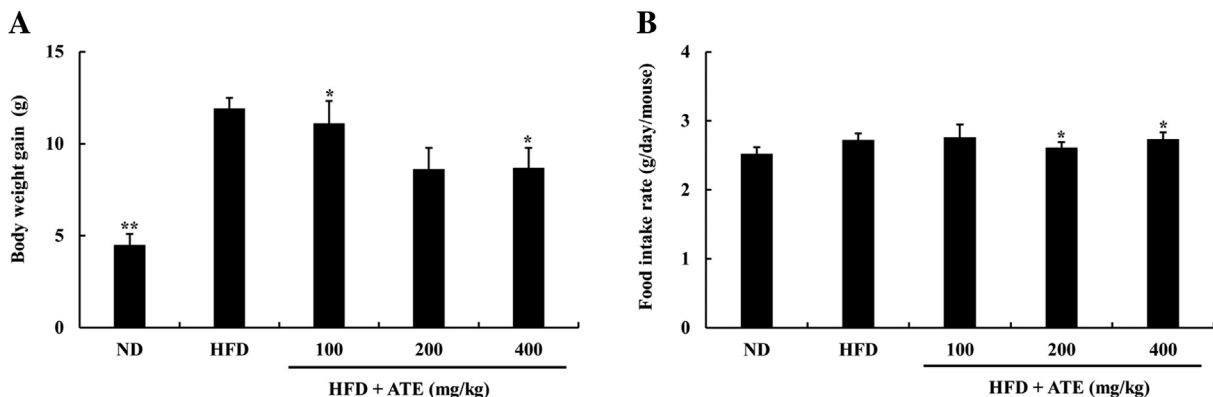 A
Body weight gain (g)
15
10
5
0
**
*
*
ND HFD 100 200 400
HFD + ATE (mg/kg)
B
Food intake rate (g/day/mouse)
4
3
2
1
0
*
*
ND HFD 100 200 400
HFD + ATE (mg/kg)